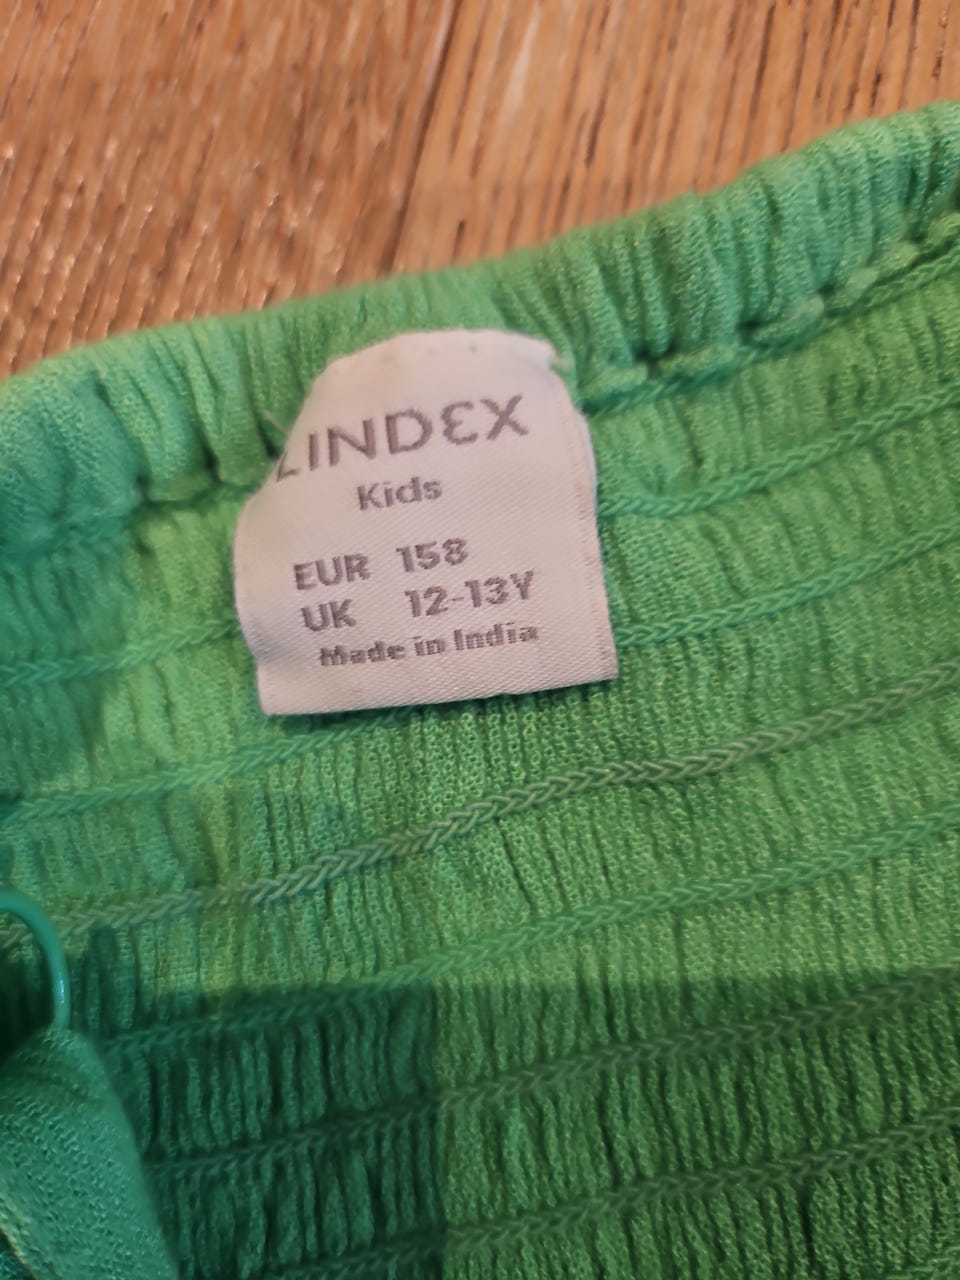 LINDEX
Kids
EUR 158
UK 12-13Y
Made in India